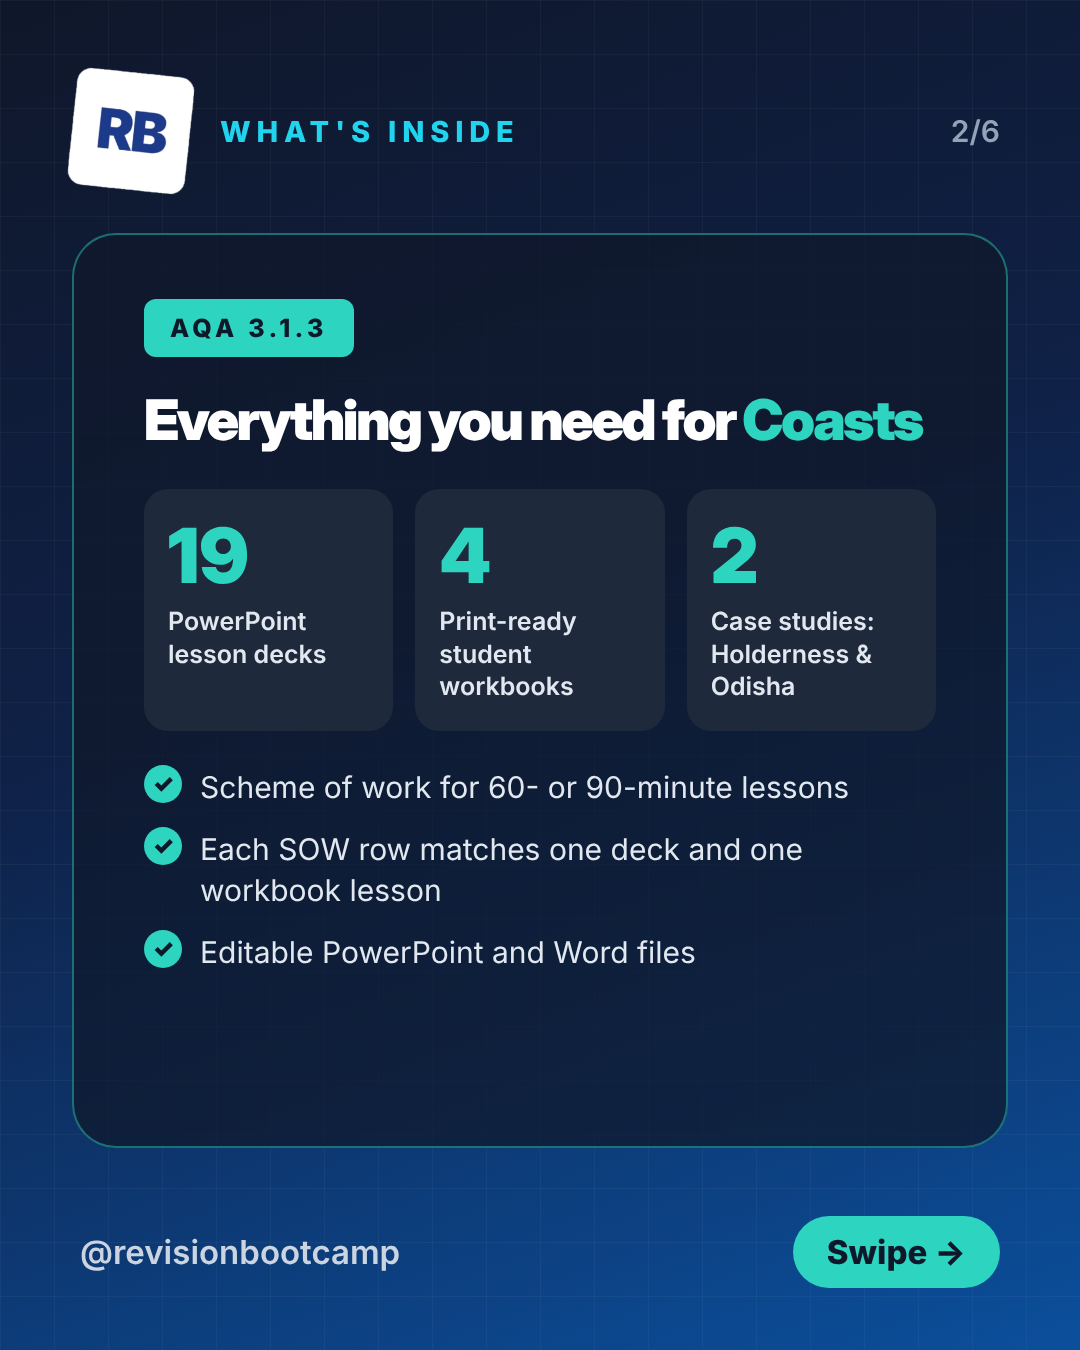 RB
WHAT'S INSIDE
2/6
AQA 3.1.3
Everything you need for Coasts
19
PowerPoint
lesson decks
4
Print-ready
student
workbooks
2
Case studies:
Holderness &
Odisha
Scheme of work for 60- or 90-minute lessons
Each SOW row matches one deck and one
workbook lesson
Editable PowerPoint and Word files
@revisionbootcamp
Swipe →